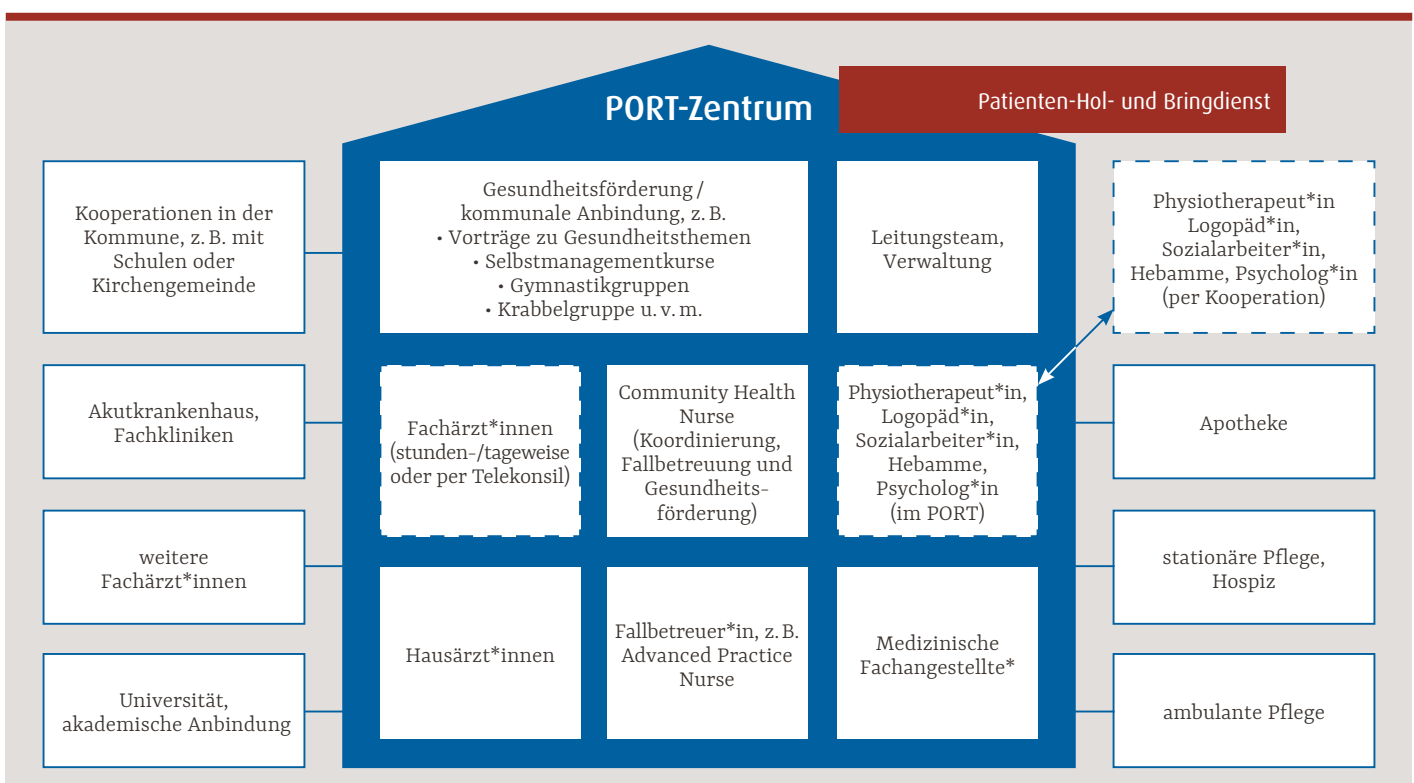 PORT-Zentrum
Patienten-Hol- und Bringdienst
Kooperationen in der
Kommune, z. B. mit
Schulen oder
Kirchengemeinde
Gesundheitsförderung /
kommunale Anbindung, z. B.
• Vorträge zu Gesundheitsthemen
• Selbstmanagementkurse
• Gymnastikgruppen
• Krabbelgruppe u. v. m.
Leitungsteam,
Verwaltung
Physiotherapeut*in
Logopäd*in,
Sozialarbeiter*in,
Hebamme, Psycholog*in
(per Kooperation)
Akutkrankenhaus,
Fachkliniken
Fachärzt*innen
(stunden-/tageweise
oder per Telekonsil)
Community Health
Nurse
(Koordinierung,
Fallbetreuung und
Gesundheits-
förderung)
Physiotherapeut*in,
Logopäd*in,
Sozialarbeiter*in,
Hebamme,
Psycholog*in
(im PORT)
Apotheke
weitere
Fachärzt*innen
stationäre Pflege,
Hospiz
Hausärzt*innen
Fallbetreuer*in, z. B.
Advanced Practice
Nurse
Medizinische
Fachangestellte*
Universität,
akademische Anbindung
ambulante Pflege